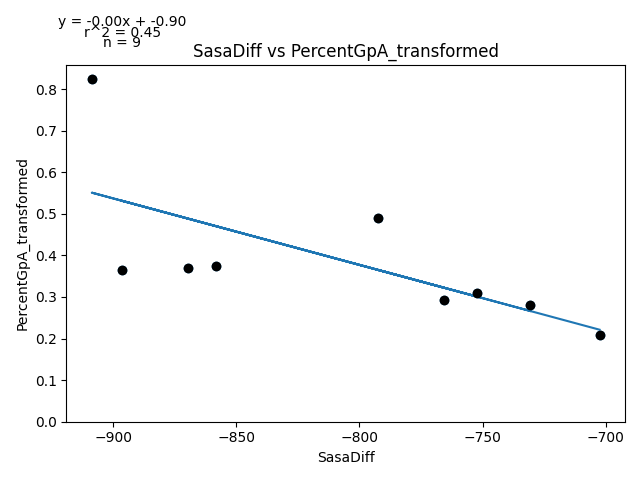 y = -0.00x + -0.90
r^2 = 0.45
n = 9
SasaDiff vs PercentGpA_transformed
0.8
0.7
0.6
0.5
0.4
0.3
0.2
0.1
0.0
PercentGpA_transformed
−900
−850
−800
−750
−700
SasaDiff